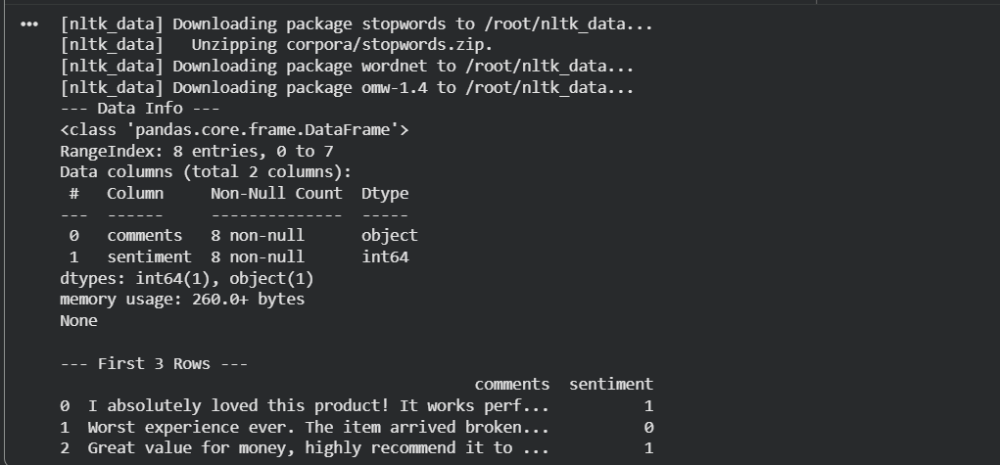 [nltk_data] Downloading package stopwords to /root/nltk_data...
[nltk_data]   Unzipping corpora/stopwords.zip.
[nltk_data] Downloading package wordnet to /root/nltk_data...
[nltk_data] Downloading package omw-1.4 to /root/nltk_data...
--- Data Info ---
<class 'pandas.core.frame.DataFrame'>
RangeIndex: 8 entries, 0 to 7
Data columns (total 2 columns):
 #   Column     Non-Null Count  Dtype
---  ------     --------------  -----
 0   comments   8 non-null      object
 1   sentiment  8 non-null      int64
dtypes: int64(1), object(1)
memory usage: 260.0+ bytes
None

--- First 3 Rows ---
                                            comments  sentiment
0  I absolutely loved this product! It works perf...          1
1  Worst experience ever. The item arrived broken...          0
2  Great value for money, highly recommend it to ...          1